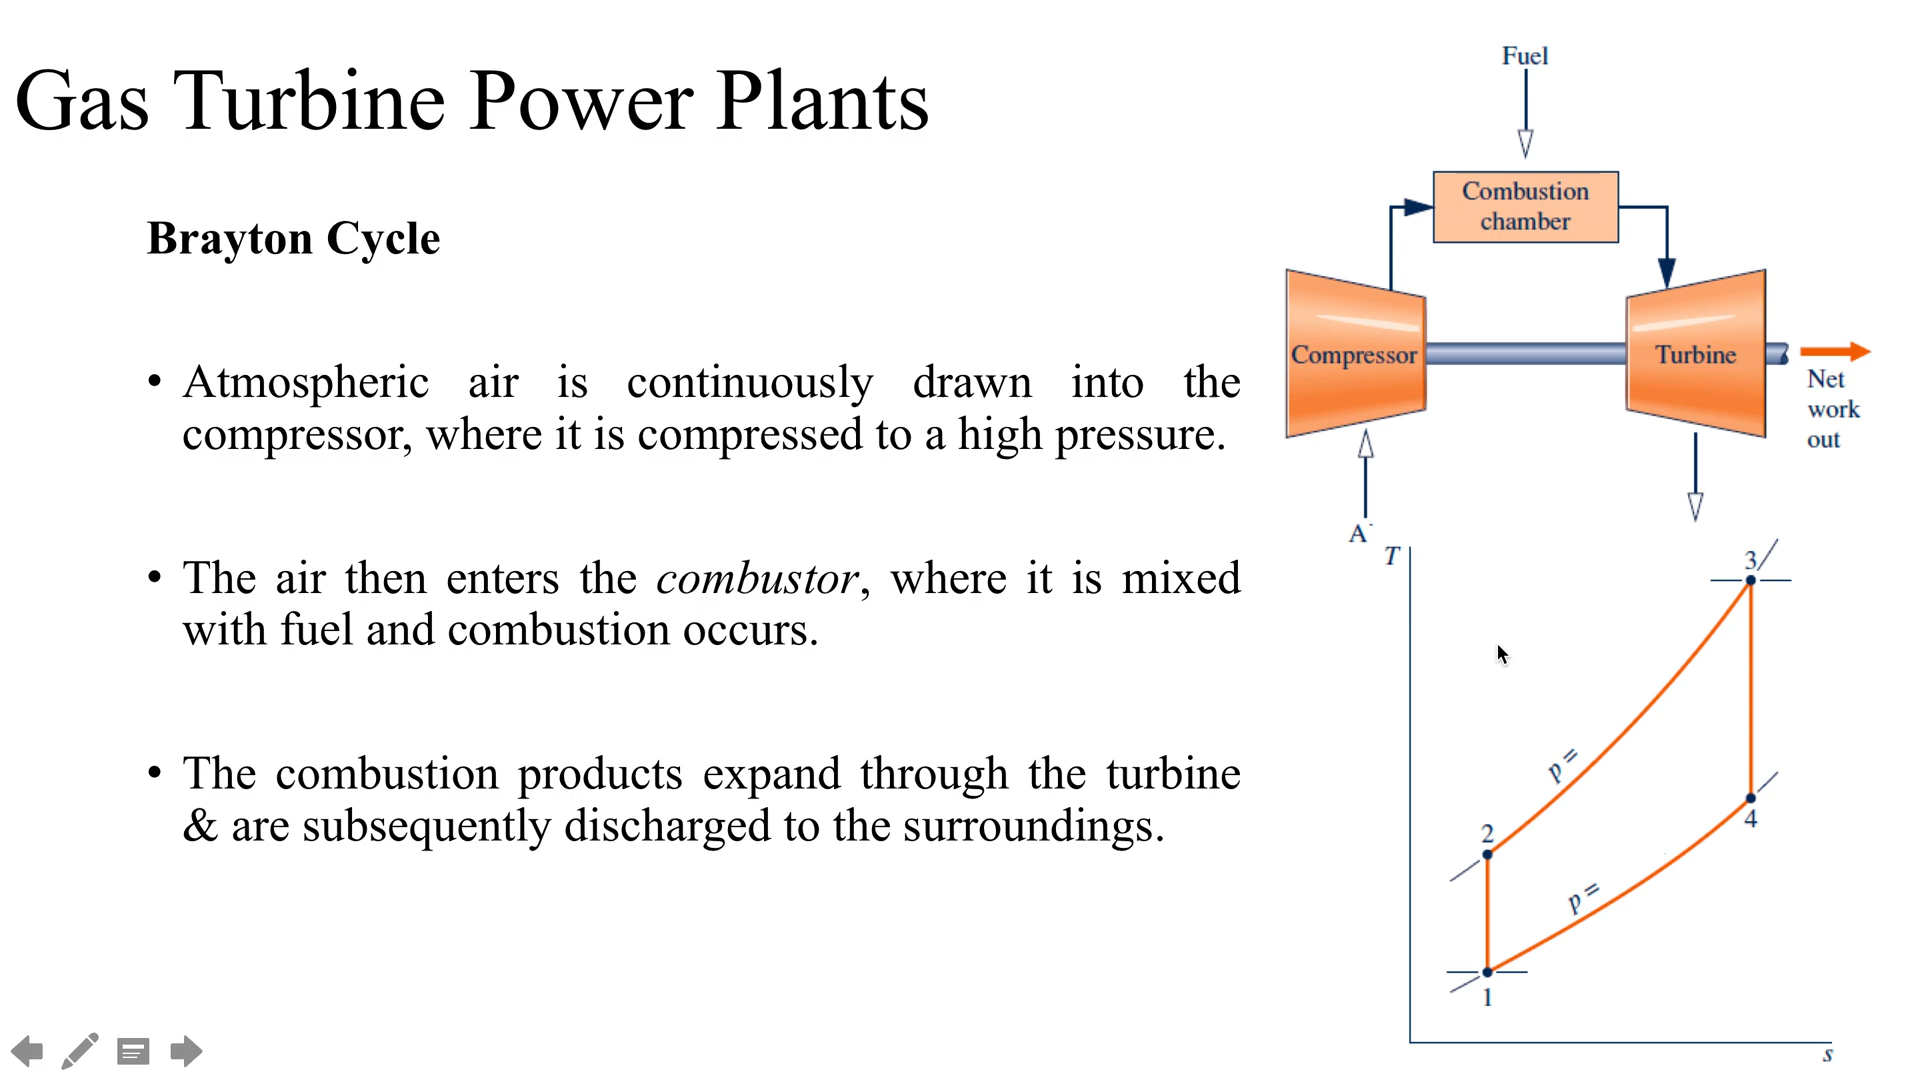 Gas Turbine Power Plants
Brayton Cycle
• Atmospheric air is continuously drawn into the
compressor, where it is compressed to a high pressure.
• The air then enters the combustor, where it is mixed
with fuel and combustion occurs.
• The combustion products expand through the turbine
& are subsequently discharged to the surroundings.
Fuel
Combustion
chamber
Compressor
Turbine
Net
work
out
A
T
3
p =
2
4
p =
1
s